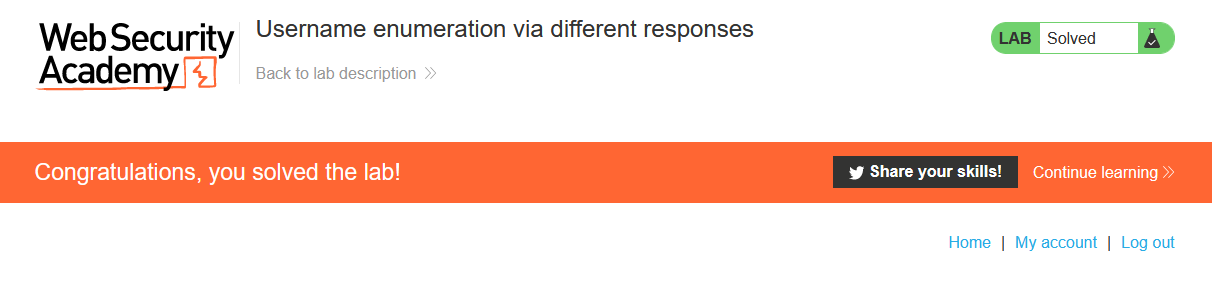 Web Security
Academy
Username enumeration via different responses
Back to lab description
LAB Solved
Congratulations, you solved the lab!
Share your skills!
Continue learning
Home | My account | Log out